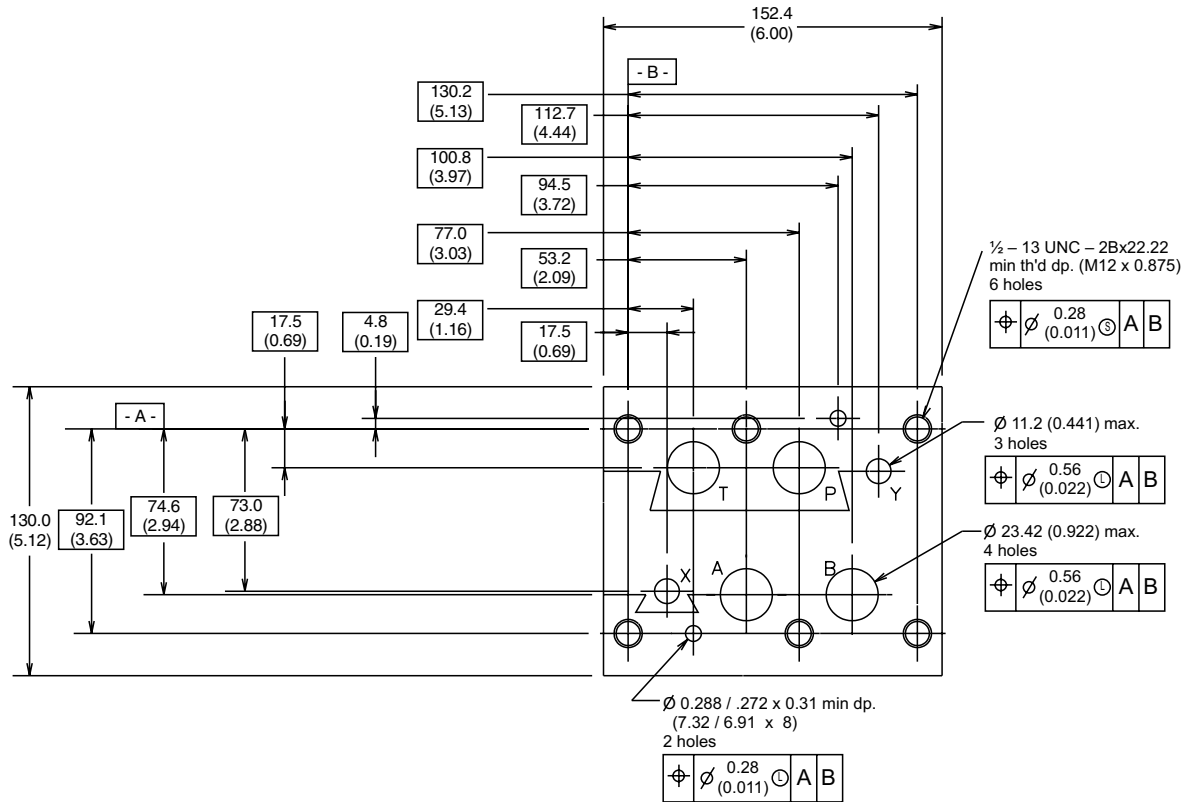 152.4
(6.00)
- B -
130.2
(5.13)
112.7
(4.44)
100.8
(3.97)
94.5
(3.72)
77.0
(3.03)
53.2
(2.09)
29.4
(1.16)
17.5
(0.69)
4.8
(0.19)
17.5
(0.69)
½ – 13 UNC – 2Bx22.22
min th'd dp. (M12 x 0.875)
6 holes
⌖ Ø 0.28 (0.011) Ⓢ A B
- A -
130.0
(5.12)
92.1
(3.63)
74.6
(2.94)
73.0
(2.88)
T
P
Y
X
A
B
Ø 11.2 (0.441) max.
3 holes
⌖ Ø 0.56 (0.022) Ⓛ A B
Ø 23.42 (0.922) max.
4 holes
⌖ Ø 0.56 (0.022) Ⓛ A B
Ø 0.288 / .272 x 0.31 min dp.
(7.32 / 6.91 x 8)
2 holes
⌖ Ø 0.28 (0.011) Ⓛ A B